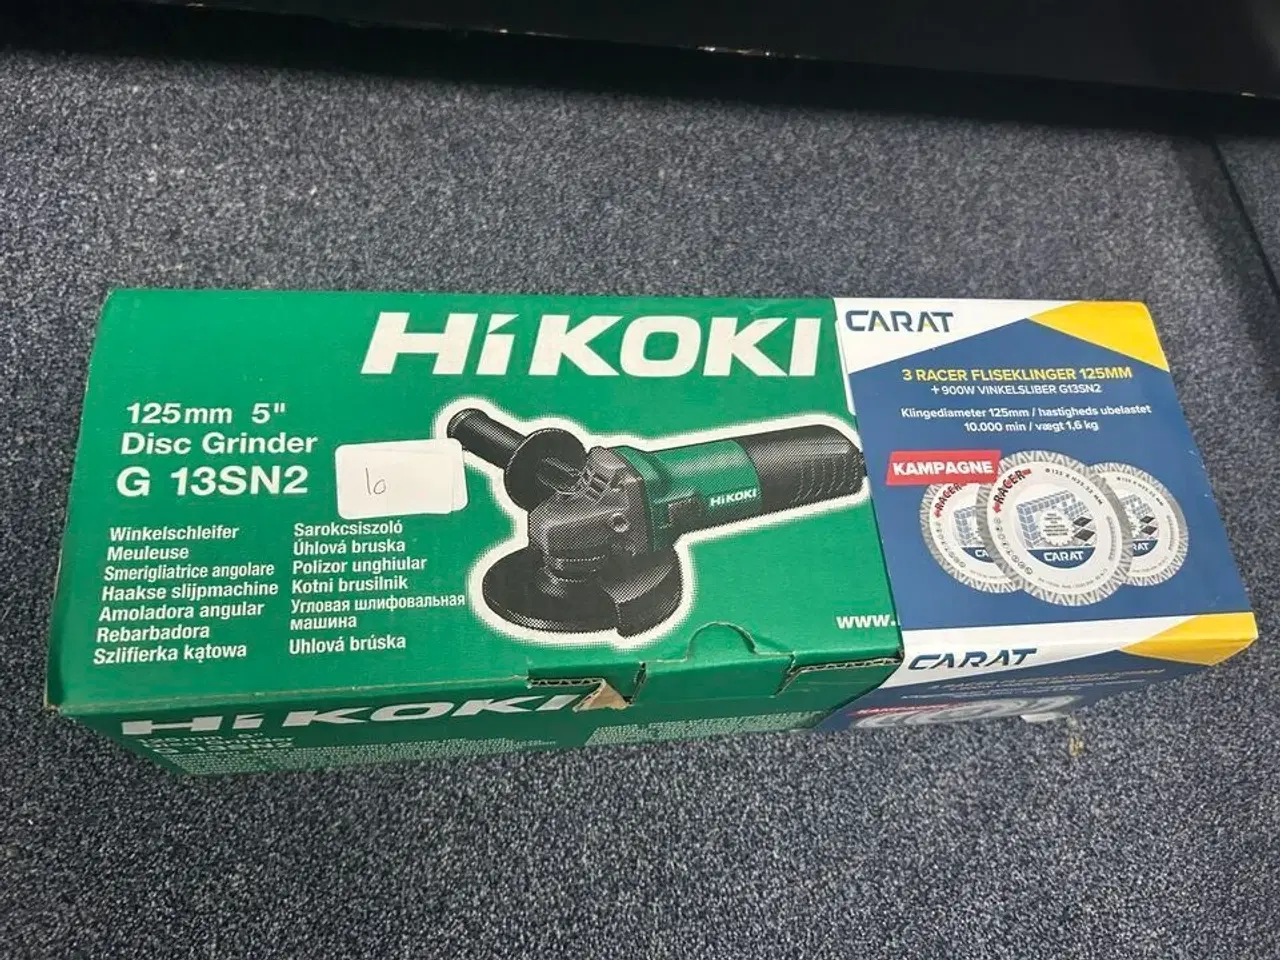 HiKOKI
125mm 5"
Disc Grinder
G 13SN2
10
Winkelschleifer
Meuleuse
Smerigliatrice angolare
Haakse slijpmachine
Amoladora angular
Rebarbadora
Szlifierka kątowa
Sarokcsiszoló
Úhlová bruska
Polizor unghiular
Kotni brusilnik
Угловая шлифовальная
машина
Uhlová brúska
HiKOKI
www.
CARAT
3 RACER FLISEKLINGER 125MM
+ 900W VINKELSLIBER G13SN2
Klingediameter 125mm / hastigheds ubelastet
10.000 min / vægt 1,6 kg
KAMPAGNE
RACER
RACER
CARAT
HiKOKI
CARAT